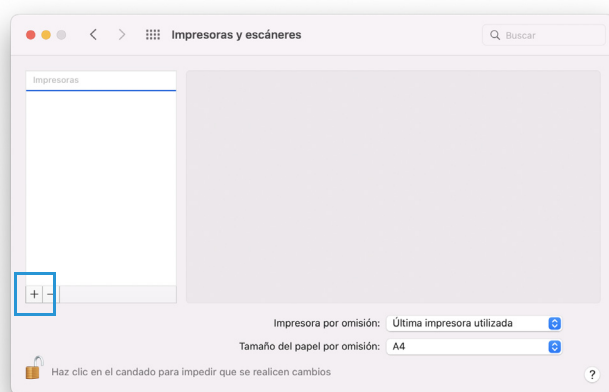 Impresoras y escáneres
Buscar
Impresoras
+ −
Impresora por omisión: Última impresora utilizada
Tamaño del papel por omisión: A4
Haz clic en el candado para impedir que se realicen cambios
?